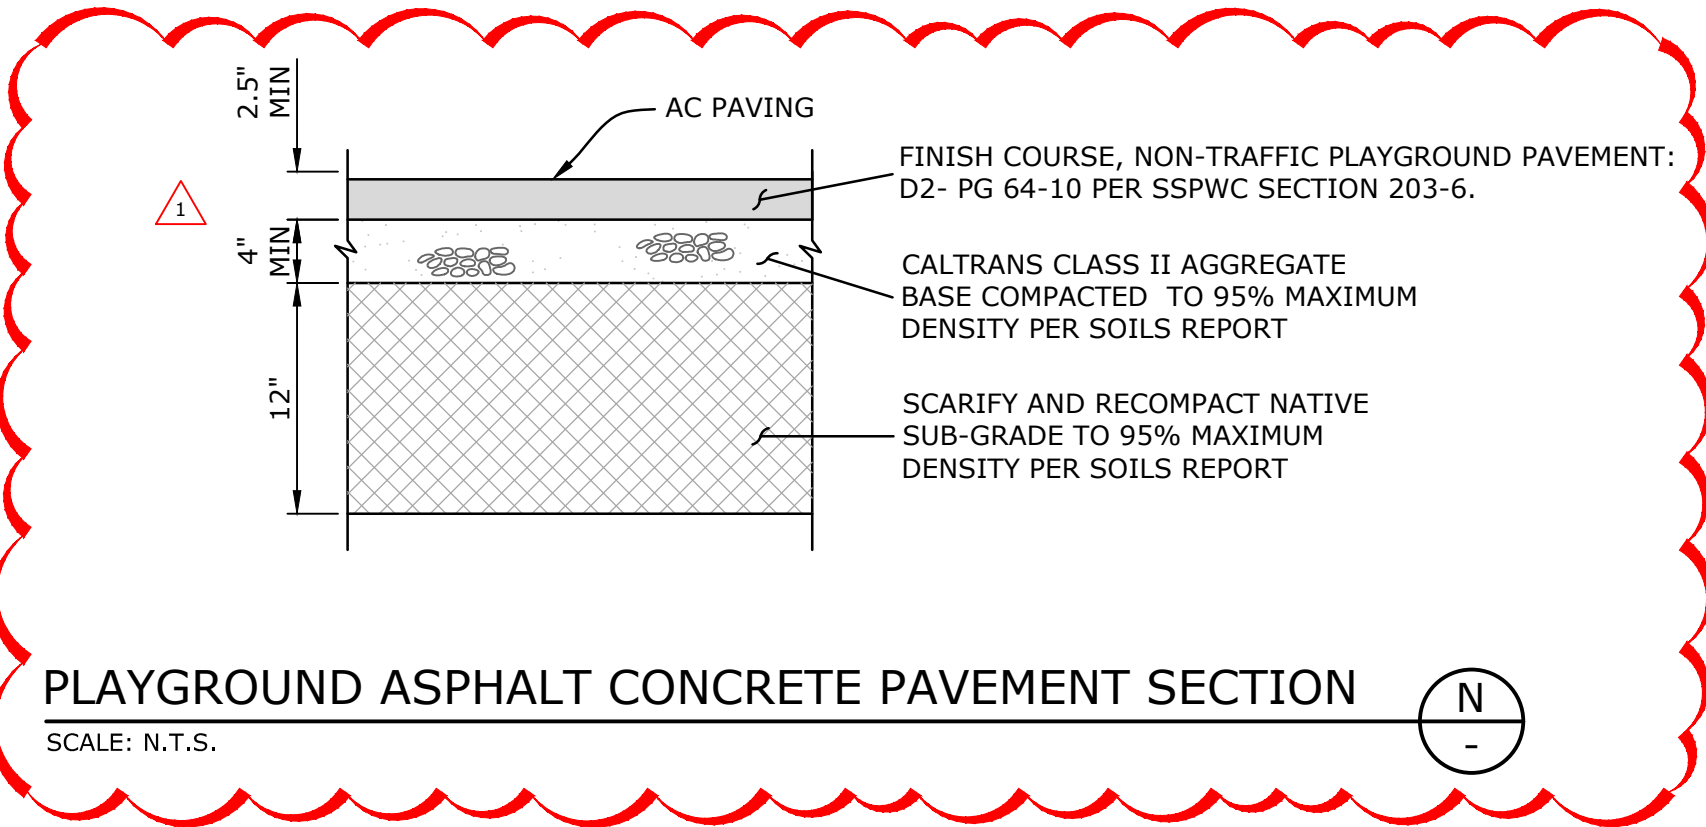 2.5"
MIN
AC PAVING
FINISH COURSE, NON-TRAFFIC PLAYGROUND PAVEMENT:
D2- PG 64-10 PER SSPWC SECTION 203-6.
1
4"
MIN
CALTRANS CLASS II AGGREGATE
BASE COMPACTED  TO 95% MAXIMUM
DENSITY PER SOILS REPORT
12"
SCARIFY AND RECOMPACT NATIVE
SUB-GRADE TO 95% MAXIMUM
DENSITY PER SOILS REPORT
PLAYGROUND ASPHALT CONCRETE PAVEMENT SECTION
N
-
SCALE: N.T.S.